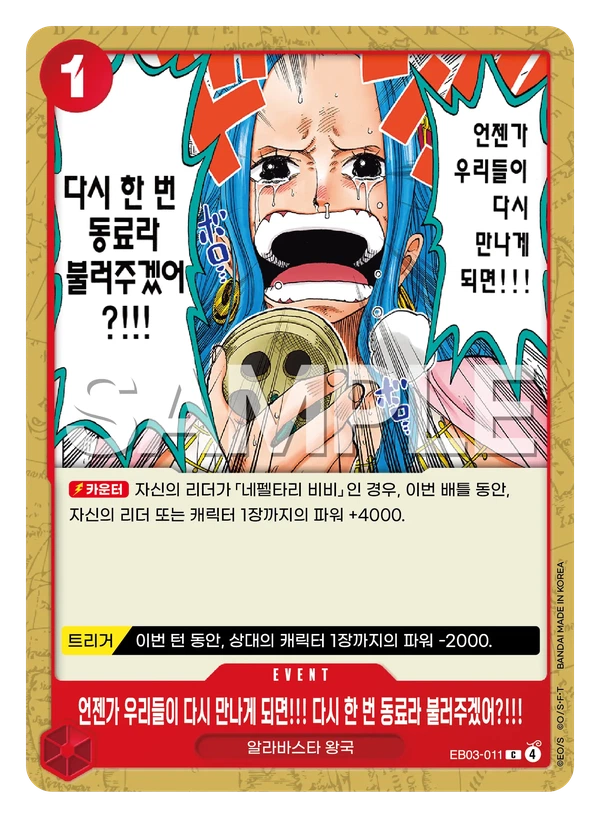 1
언젠가
우리들이
다시
만나게
되면!!!
다시 한 번
동료라
불러주겠어
?!!!
ボロ
ボロ
SAMPLE
카운터 자신의 리더가 「네펠타리 비비」인 경우, 이번 배틀 동안,
자신의 리더 또는 캐릭터 1장까지의 파워 +4000.
트리거 이번 턴 동안, 상대의 캐릭터 1장까지의 파워 -2000.
EVENT
언젠가 우리들이 다시 만나게 되면!!! 다시 한 번 동료라 불러주겠어?!!!
알라바스타 왕국
EB03-011 C 4
©EO/S ©O/S·F·T BANDAI MADE IN KOREA